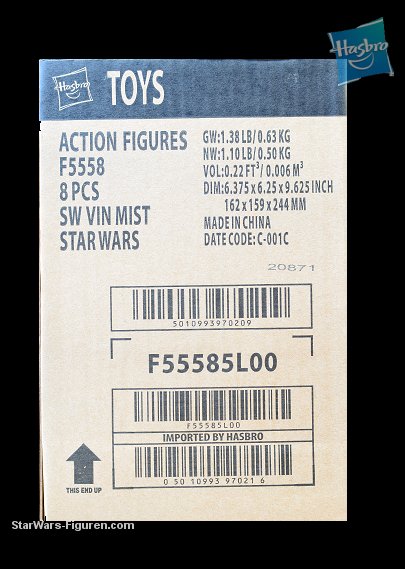 Hasbro
Hasbro TOYS
ACTION FIGURES
F5558
8 PCS
SW VIN MIST
STAR WARS
GW:1.38 LB/0.63 KG
NW:1.10 LB/0.50 KG
VOL:0.22 FT³/0.006 M³
DIM:6.375 x 6.25 x 9.625 INCH
162 x 159 x 244 MM
MADE IN CHINA
DATE CODE: C-001C
20871
5010993970209
F55585L00
F55585L00
IMPORTED BY HASBRO
THIS END UP
0 50 10993 97021 6
StarWars-Figuren.com